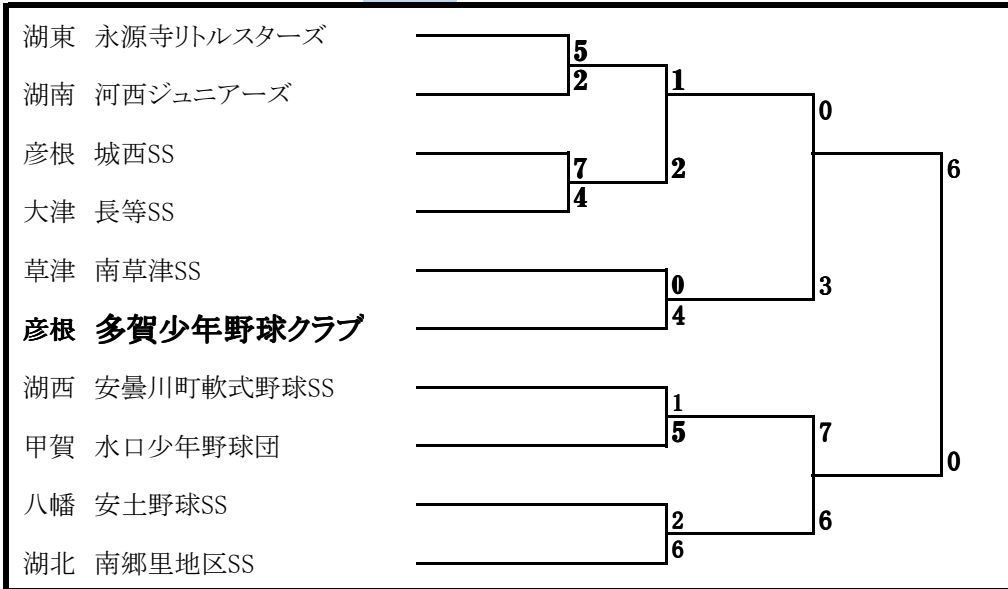 湖東 永源寺リトルスターズ
5
2
湖南 河西ジュニアーズ
1
0
彦根 城西SS
7
4
2
6
大津 長等SS
草津 南草津SS
0
4
3
彦根 多賀少年野球クラブ
湖西 安曇川町軟式野球SS
1
5
7
甲賀 水口少年野球団
0
八幡 安土野球SS
2
6
6
湖北 南郷里地区SS